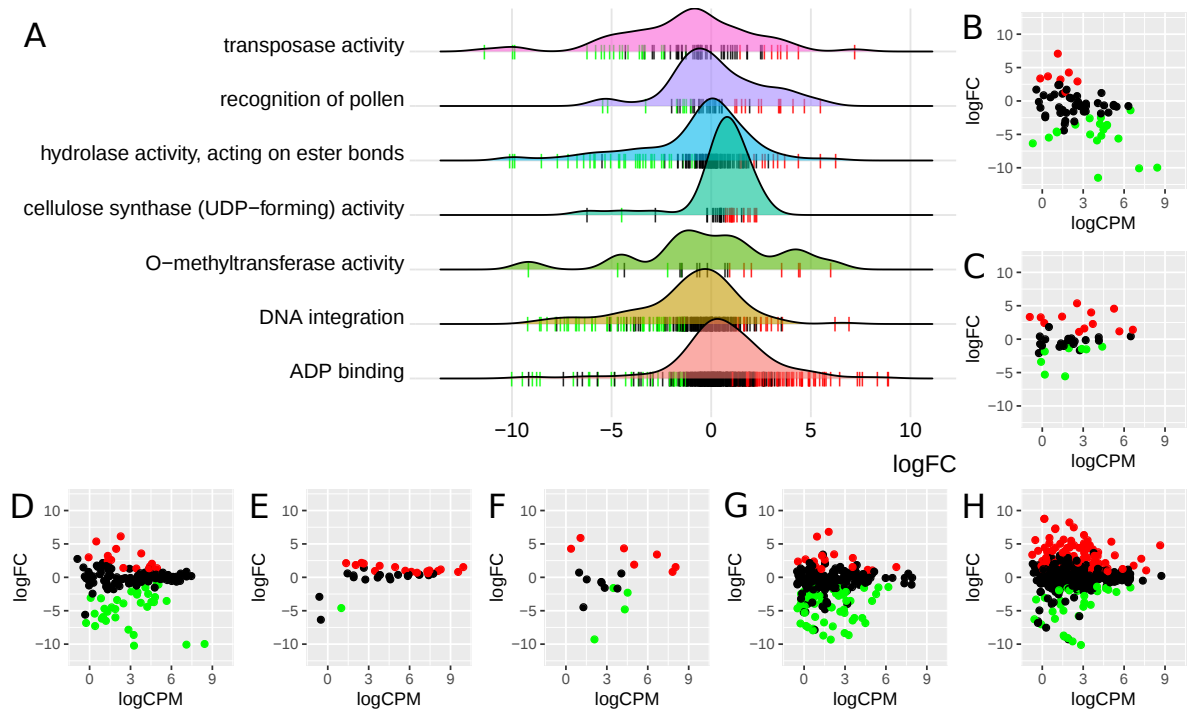 A
transposase activity
recognition of pollen
hydrolase activity, acting on ester bonds
cellulose synthase (UDP−forming) activity
O−methyltransferase activity
DNA integration
ADP binding
−10 −5 0 5 10
logFC
B
10
5
0
−5
−10
logFC
0 3 6 9
logCPM
C
10
5
0
−5
−10
logFC
0 3 6 9
logCPM
D
10
5
0
−5
−10
logFC
0 3 6 9
logCPM
E
10
5
0
−5
−10
logFC
0 3 6 9
logCPM
F
10
5
0
−5
−10
logFC
0 3 6 9
logCPM
G
10
5
0
−5
−10
logFC
0 3 6 9
logCPM
H
10
5
0
−5
−10
logFC
0 3 6 9
logCPM